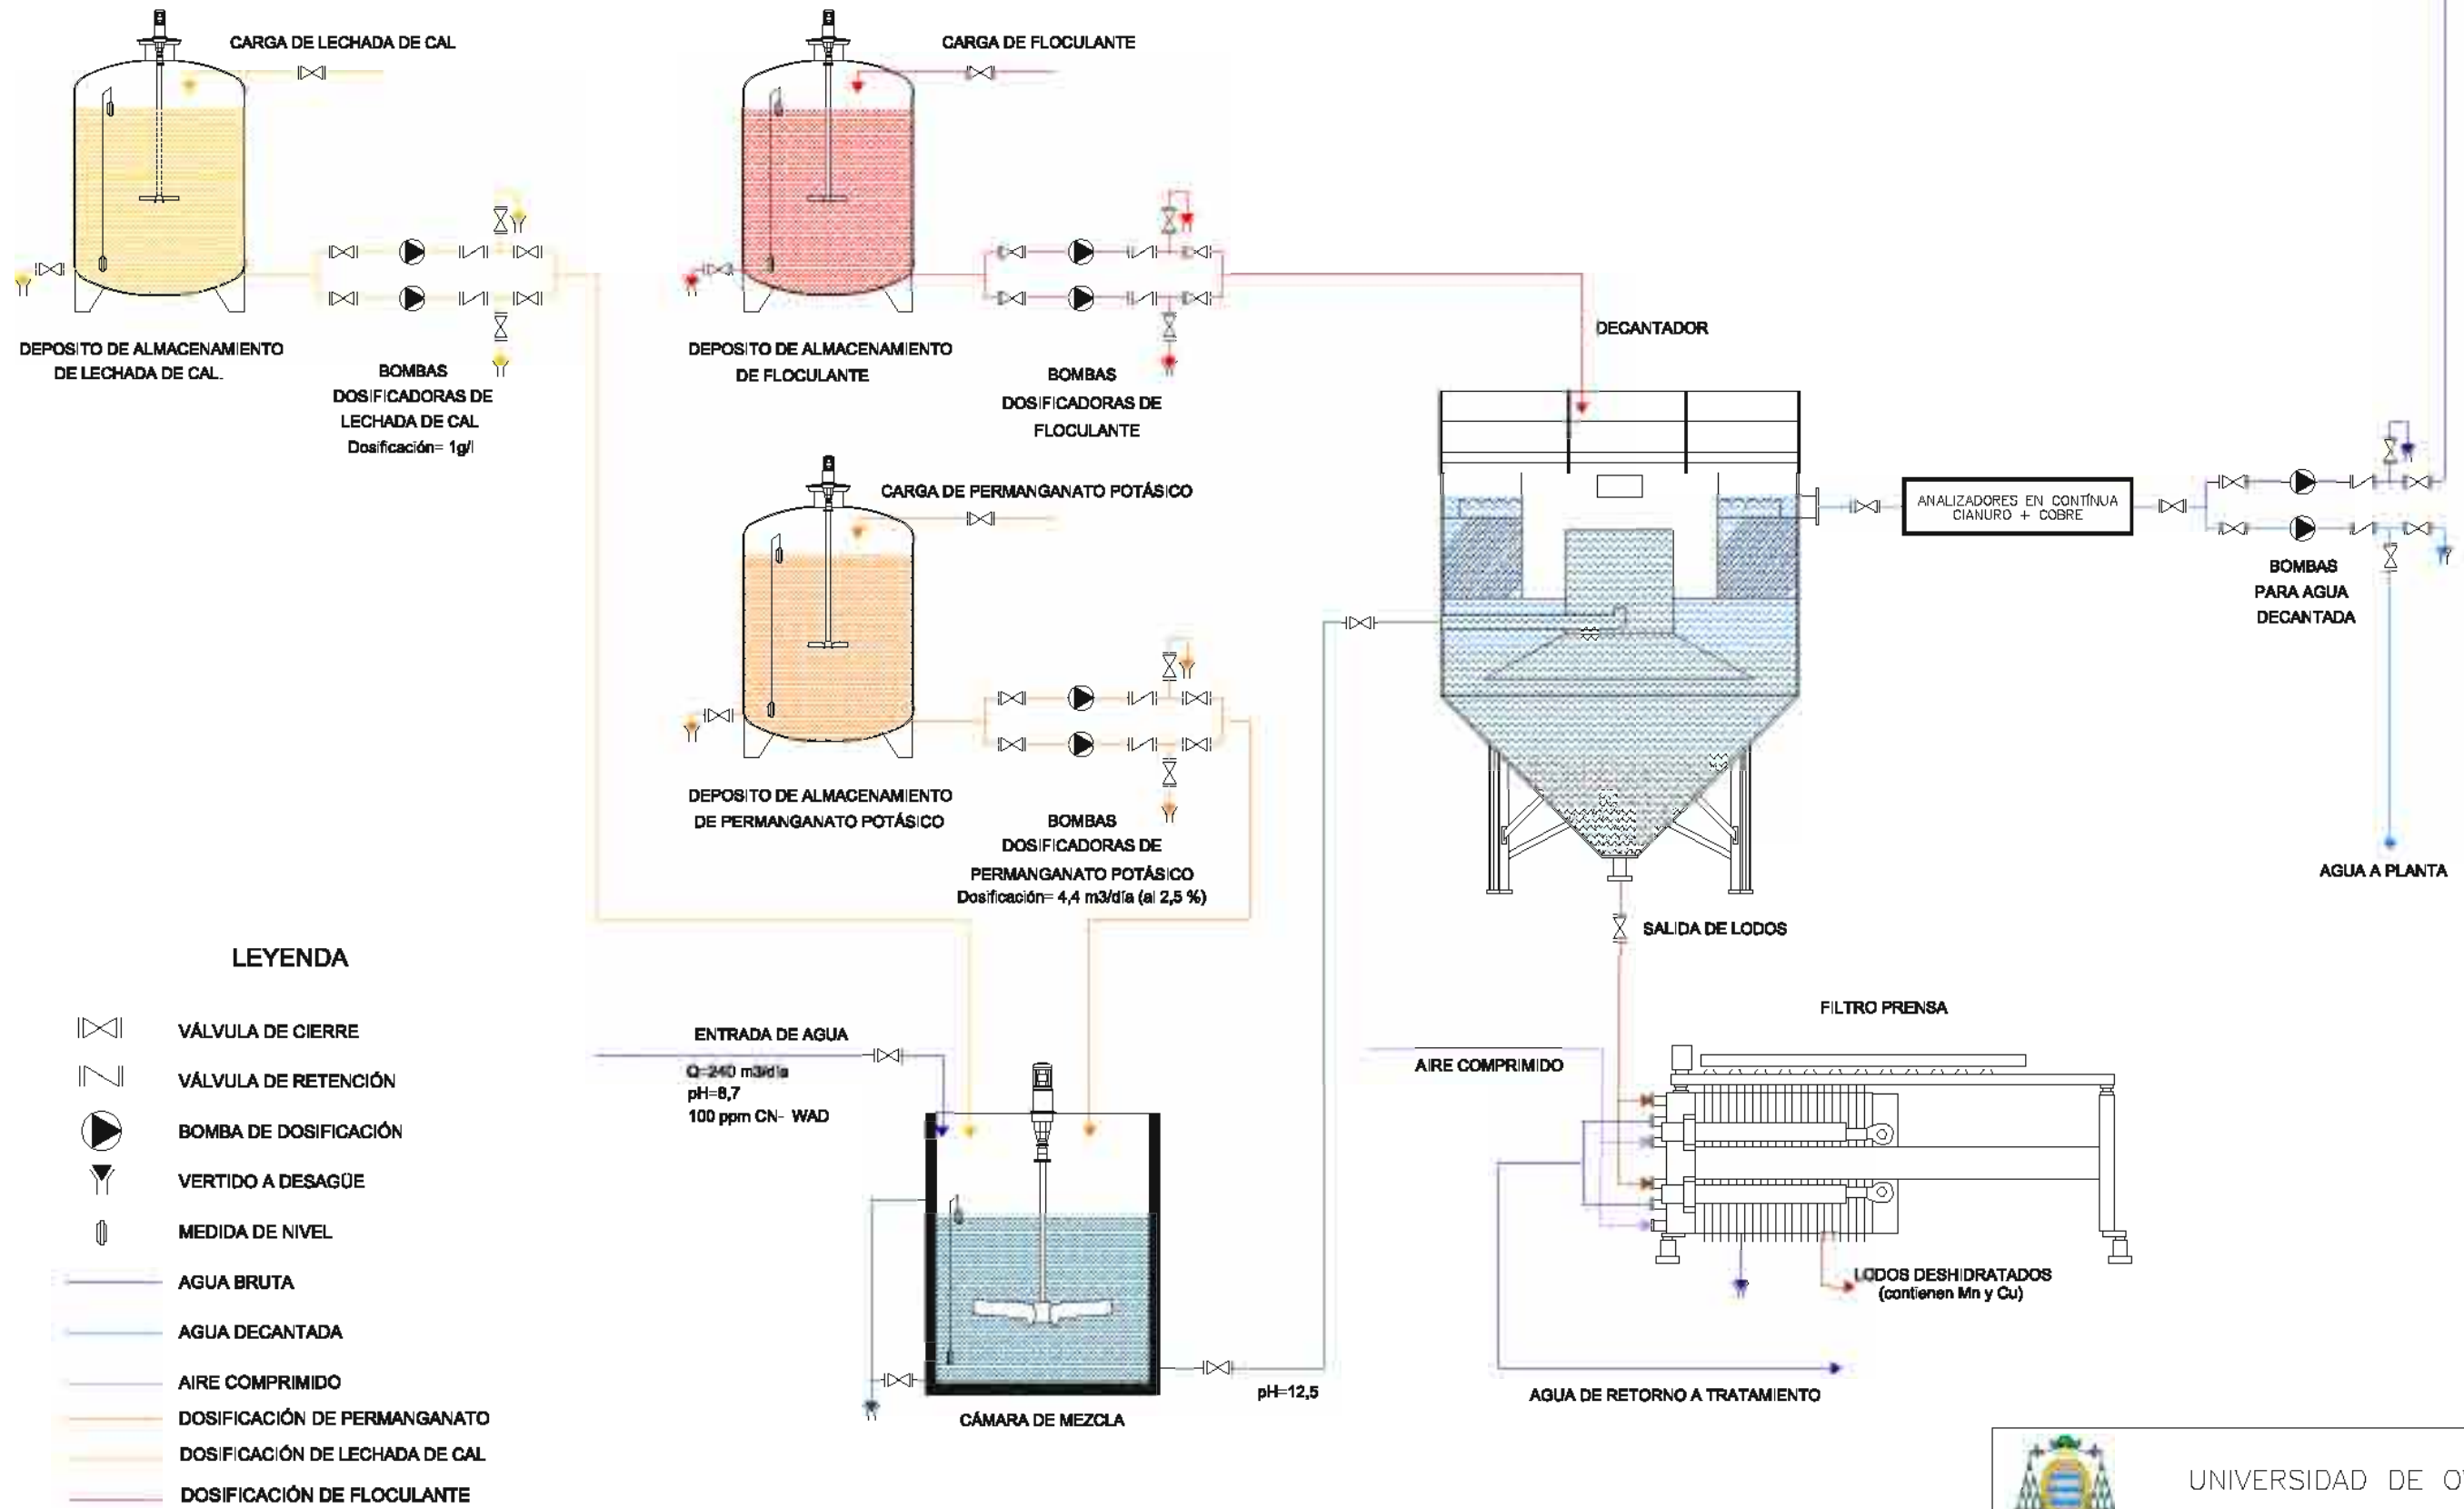 CARGA DE LECHADA DE CAL
CARGA DE FLOCULANTE
DEPOSITO DE ALMACENAMIENTO
DE LECHADA DE CAL.
BOMBAS
DOSIFICADORAS DE
LECHADA DE CAL
Dosificación= 1g/l
DEPOSITO DE ALMACENAMIENTO
DE FLOCULANTE
BOMBAS
DOSIFICADORAS DE
FLOCULANTE
DECANTADOR
CARGA DE PERMANGANATO POTÁSICO
DEPOSITO DE ALMACENAMIENTO
DE PERMANGANATO POTÁSICO
BOMBAS
DOSIFICADORAS DE
PERMANGANATO POTÁSICO
Dosificación= 4,4 m3/día (al 2,5 %)
ANALIZADORES EN CONTÍNUA
CIANURO + COBRE
BOMBAS
PARA AGUA
DECANTADA
AGUA A PLANTA
SALIDA DE LODOS
FILTRO PRENSA
AIRE COMPRIMIDO
LODOS DESHIDRATADOS
(contienen Mn y Cu)
AGUA DE RETORNO A TRATAMIENTO
ENTRADA DE AGUA
Q=240 m3/día
pH=8,7
100 ppm CN- WAD
pH=12,5
CÁMARA DE MEZCLA
LEYENDA
VÁLVULA DE CIERRE
VÁLVULA DE RETENCIÓN
BOMBA DE DOSIFICACIÓN
VERTIDO A DESAGÜE
MEDIDA DE NIVEL
AGUA BRUTA
AGUA DECANTADA
AIRE COMPRIMIDO
DOSIFICACIÓN DE PERMANGANATO
DOSIFICACIÓN DE LECHADA DE CAL
DOSIFICACIÓN DE FLOCULANTE
UNIVERSIDAD DE